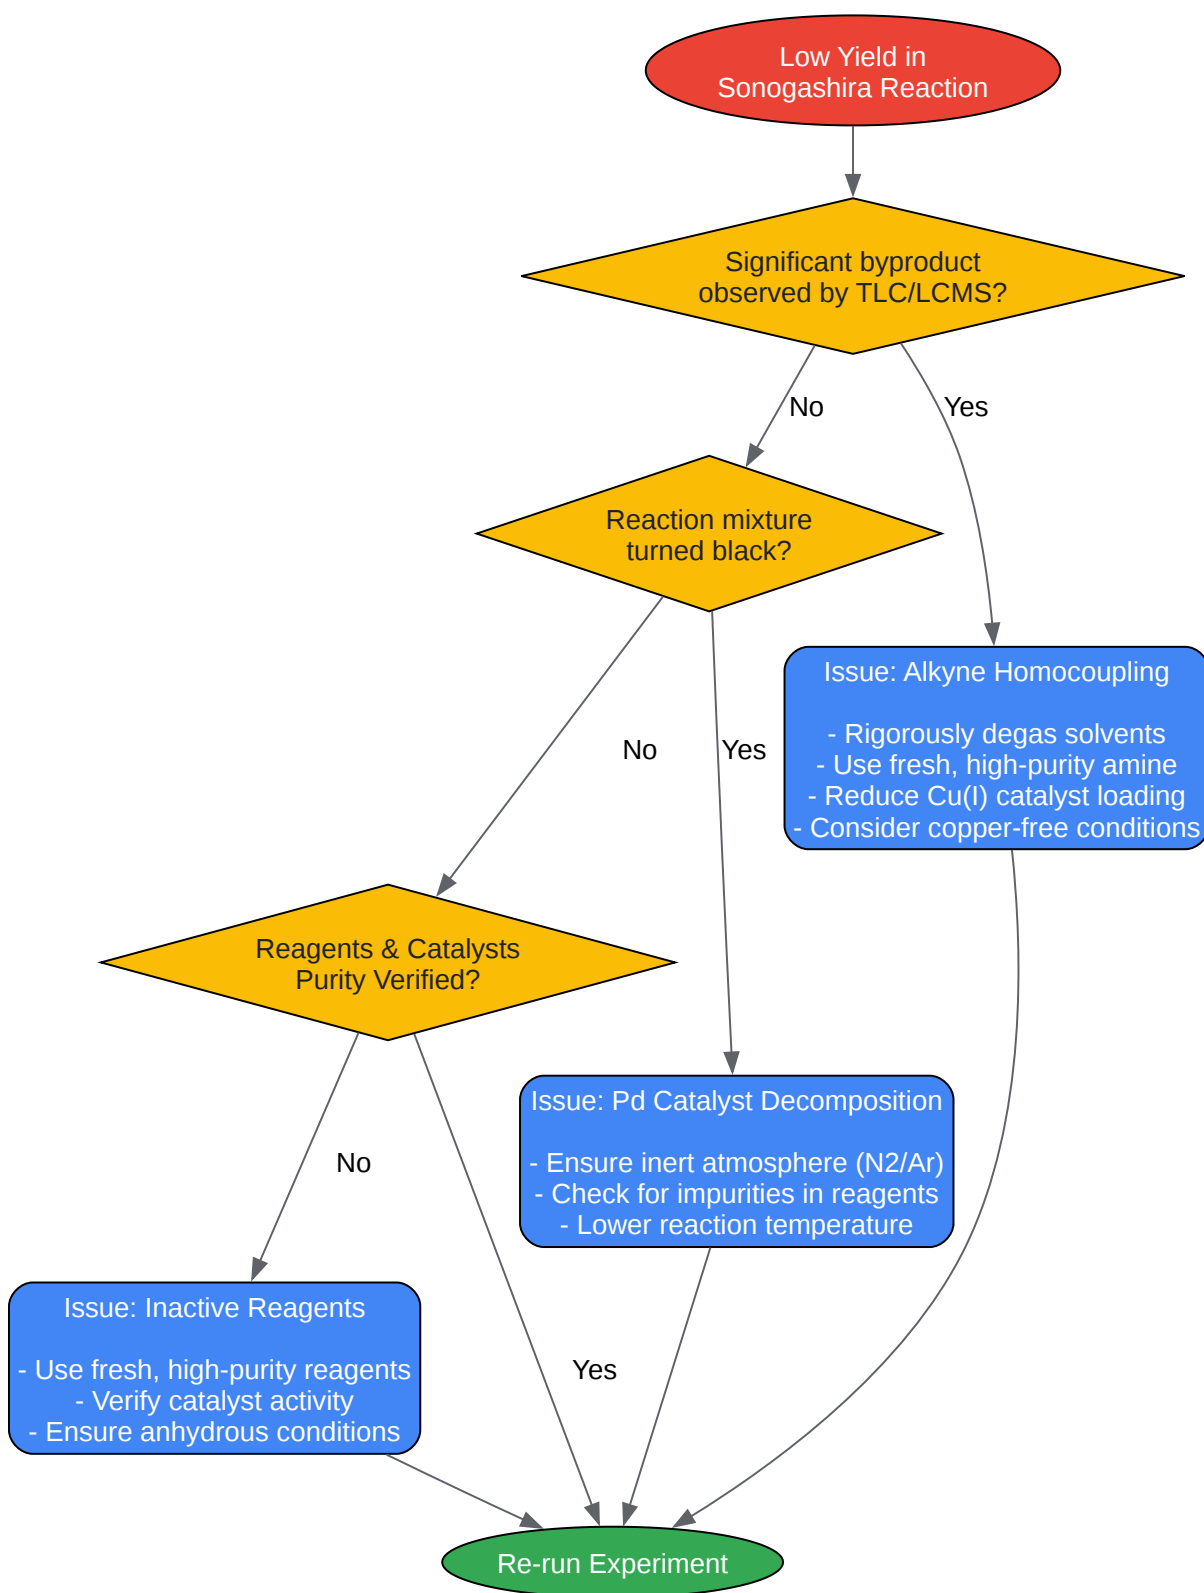 Low Yield in
Sonogashira Reaction
Significant byproduct
observed by TLC/LCMS?
No
Yes
Reaction mixture
turned black?
No
Yes
Issue: Alkyne Homocoupling
- Rigorously degas solvents
- Use fresh, high-purity amine
- Reduce Cu(I) catalyst loading
- Consider copper-free conditions
Reagents & Catalysts
Purity Verified?
No
Yes
Issue: Pd Catalyst Decomposition
- Ensure inert atmosphere (N2/Ar)
- Check for impurities in reagents
- Lower reaction temperature
Issue: Inactive Reagents
- Use fresh, high-purity reagents
- Verify catalyst activity
- Ensure anhydrous conditions
Re-run Experiment